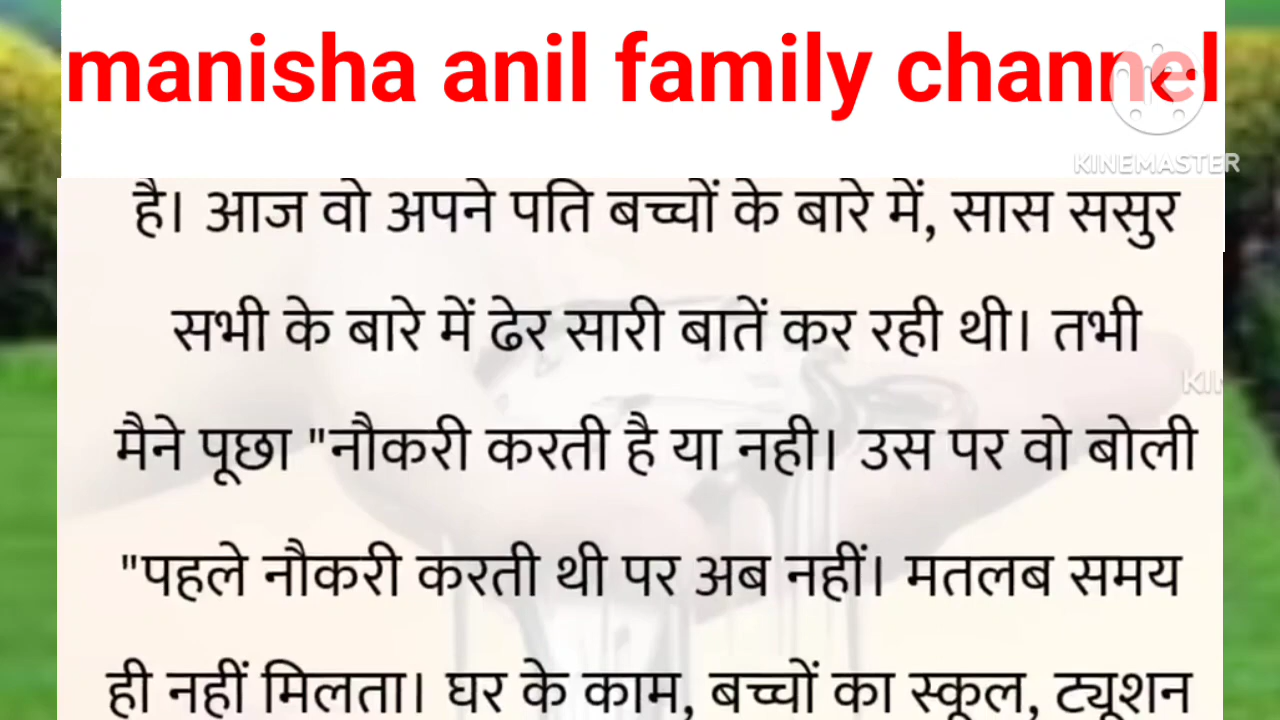 manisha anil family channel
KINEMASTER
है। आज वो अपने पति बच्चों के बारे में, सास ससुर
सभी के बारे में ढेर सारी बातें कर रही थी। तभी
KI
मैने पूछा "नौकरी करती है या नही। उस पर वो बोली
"पहले नौकरी करती थी पर अब नहीं। मतलब समय
ही नहीं मिलता। घर के काम, बच्चों का स्कूल, ट्यूशन